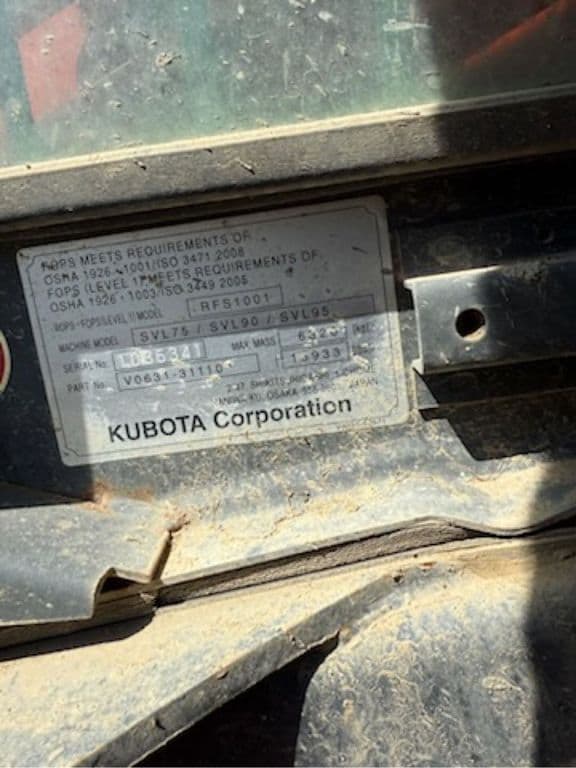 ROPS MEETS REQUIREMENTS OF
OSHA 1926 - 1001/ISO 3471:2008
FOPS (LEVEL I) MEETS REQUIREMENTS OF
OSHA 1926 - 1003/ISO 3449 2005
ROPS-FOPS(LEVEL I) MODEL RFS1001
MACHINE MODEL SVL75 / SVL90 / SVL95
SERIAL No. MAX. MASS
PART No. V0631-31110
OSAKA JAPAN
KUBOTA Corporation